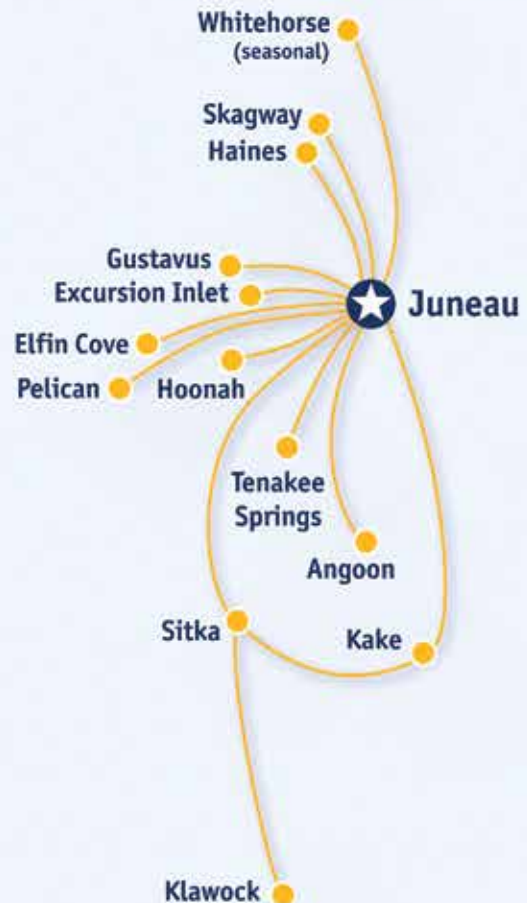 Whitehorse
(seasonal)
Skagway
Haines
Gustavus
Excursion Inlet
Juneau
Elfin Cove
Pelican
Hoonah
Tenakee
Springs
Angoon
Sitka
Kake
Klawock